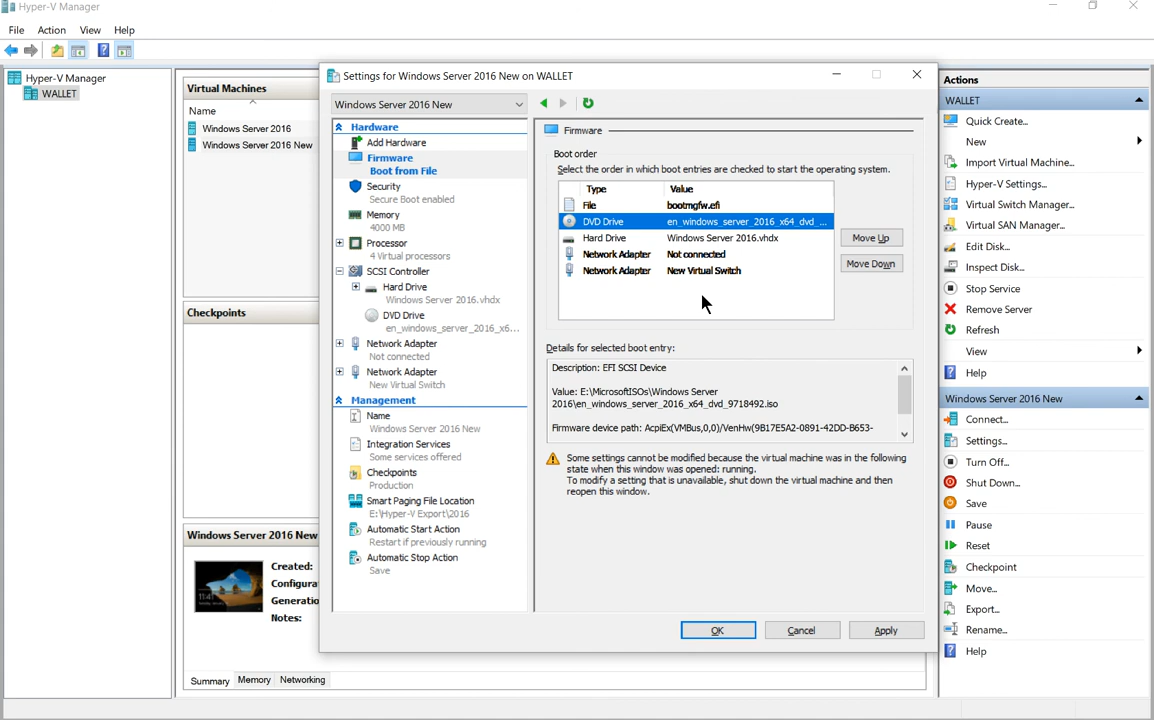 Hyper-V Manager
File Action View Help
Hyper-V Manager
WALLET
Virtual Machines
Name
Windows Server 2016
Windows Server 2016 New
Checkpoints
Windows Server 2016 New
11:41
Created:
Configura
Generatio
Notes:
Summary Memory Networking
Settings for Windows Server 2016 New on WALLET
Windows Server 2016 New
Hardware
Add Hardware
Firmware
Boot from File
Security
Secure Boot enabled
Memory
4000 MB
Processor
4 Virtual processors
SCSI Controller
Hard Drive
Windows Server 2016.vhdx
DVD Drive
en_windows_server_2016_x6...
Network Adapter
Not connected
Network Adapter
New Virtual Switch
Management
Name
Windows Server 2016 New
Integration Services
Some services offered
Checkpoints
Production
Smart Paging File Location
E:\Hyper-V Export\2016
Automatic Start Action
Restart if previously running
Automatic Stop Action
Save
Firmware
Boot order
Select the order in which boot entries are checked to start the operating system.
Type Value
File bootmgfw.efi
DVD Drive en_windows_server_2016_x64_dvd_...
Hard Drive Windows Server 2016.vhdx
Network Adapter Not connected
Network Adapter New Virtual Switch
Move Up
Move Down
Details for selected boot entry:
Description: EFI SCSI Device
Value: E:\MicrosoftISOs\Windows Server
2016\en_windows_server_2016_x64_dvd_9718492.iso
Firmware device path: AcpiEx(VMBus,0,0)/VenHw(9B17E5A2-0891-42DD-B653-
Some settings cannot be modified because the virtual machine was in the following
state when this window was opened: running.
To modify a setting that is unavailable, shut down the virtual machine and then
reopen this window.
OK Cancel Apply
Actions
WALLET
Quick Create...
New
Import Virtual Machine...
Hyper-V Settings...
Virtual Switch Manager...
Virtual SAN Manager...
Edit Disk...
Inspect Disk...
Stop Service
Remove Server
Refresh
View
Help
Windows Server 2016 New
Connect...
Settings...
Turn Off...
Shut Down...
Save
Pause
Reset
Checkpoint
Move...
Export...
Rename...
Help